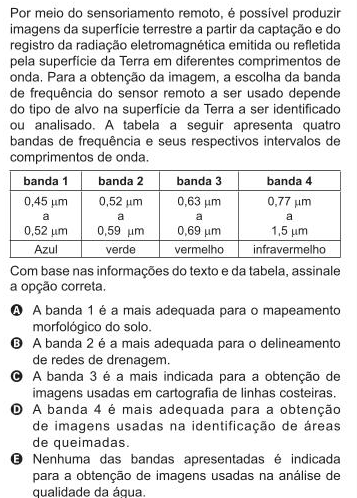 Por meio do sensoriamento remoto, é possível produzir
imagens da superfície terrestre a partir da captação e do
registro da radiação eletromagnética emitida ou refletida
pela superfície da Terra em diferentes comprimentos de
onda. Para a obtenção da imagem, a escolha da banda
de frequência do sensor remoto a ser usado depende
do tipo de alvo na superfície da Terra a ser identificado
ou analisado. A tabela a seguir apresenta quatro
bandas de frequência e seus respectivos intervalos de
comprimentos de onda.
banda 1 banda 2 banda 3 banda 4
0,45 µm 0,52 µm 0,63 µm 0,77 µm
a a a a
0,52 µm 0,59 µm 0,69 µm 1,5 µm
Azul verde vermelho infravermelho
Com base nas informações do texto e da tabela, assinale
a opção correta.
A A banda 1 é a mais adequada para o mapeamento
morfológico do solo.
B A banda 2 é a mais adequada para o delineamento
de redes de drenagem.
C A banda 3 é a mais indicada para a obtenção de
imagens usadas em cartografia de linhas costeiras.
D A banda 4 é mais adequada para a obtenção
de imagens usadas na identificação de áreas
de queimadas.
E Nenhuma das bandas apresentadas é indicada
para a obtenção de imagens usadas na análise de
qualidade da água.